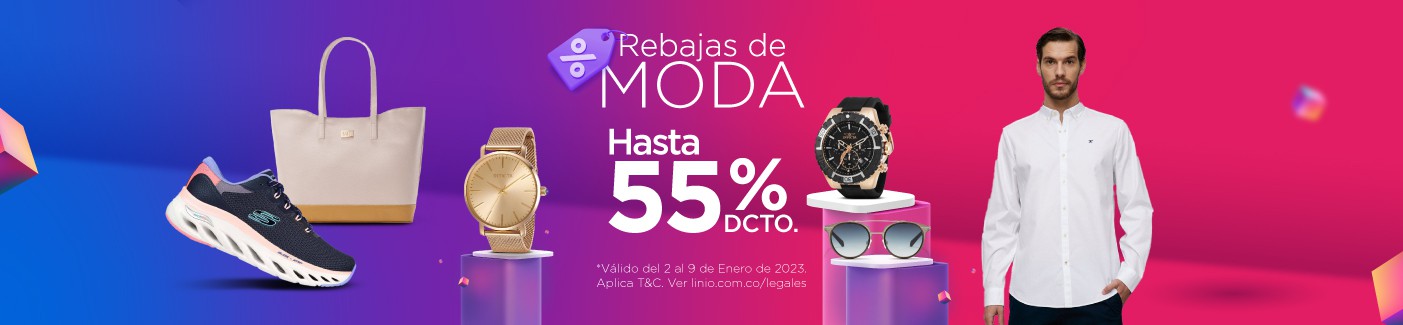 Rebajas de
MODA
Hasta
55%
DCTO.
*Válido del 2 al 9 de Enero de 2023.
Aplica T&C. Ver linio.com.co/legales
INVICTA